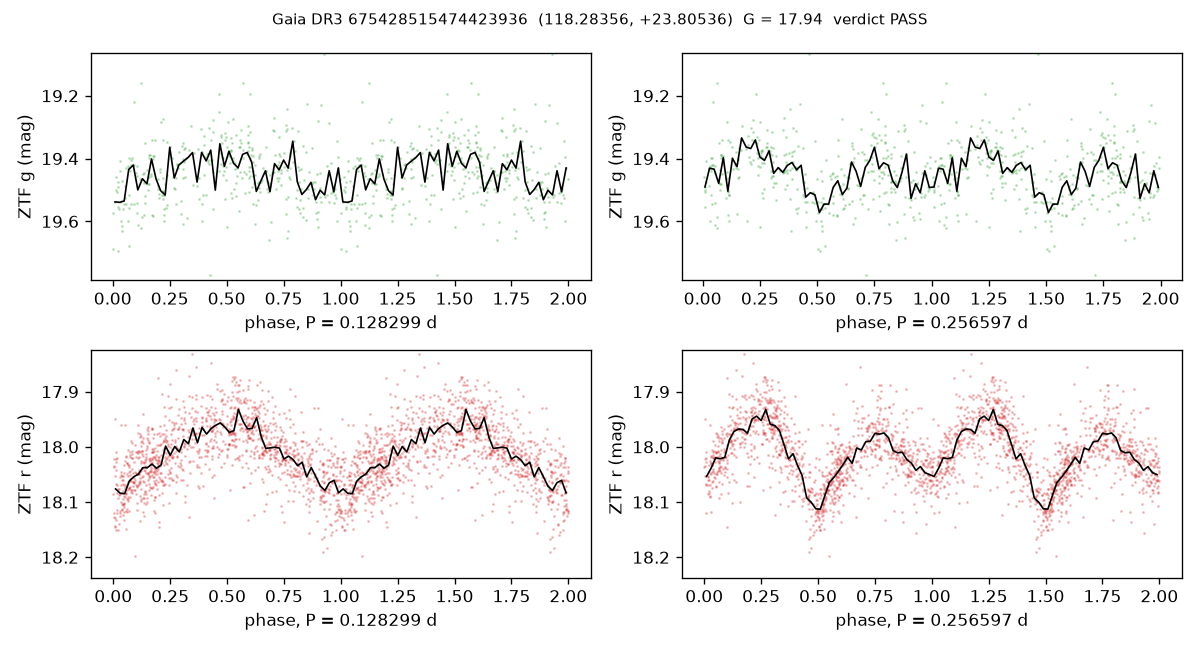 Gaia DR3 675428515474423936 (118.28356, +23.80536) G = 17.94 verdict PASS
ZTF g (mag)
19.2
19.4
19.6
0.00 0.25 0.50 0.75 1.00 1.25 1.50 1.75 2.00
phase, P = 0.128299 d
ZTF g (mag)
19.2
19.4
19.6
0.00 0.25 0.50 0.75 1.00 1.25 1.50 1.75 2.00
phase, P = 0.256597 d
ZTF r (mag)
17.9
18.0
18.1
18.2
0.00 0.25 0.50 0.75 1.00 1.25 1.50 1.75 2.00
phase, P = 0.128299 d
ZTF r (mag)
17.9
18.0
18.1
18.2
0.00 0.25 0.50 0.75 1.00 1.25 1.50 1.75 2.00
phase, P = 0.256597 d